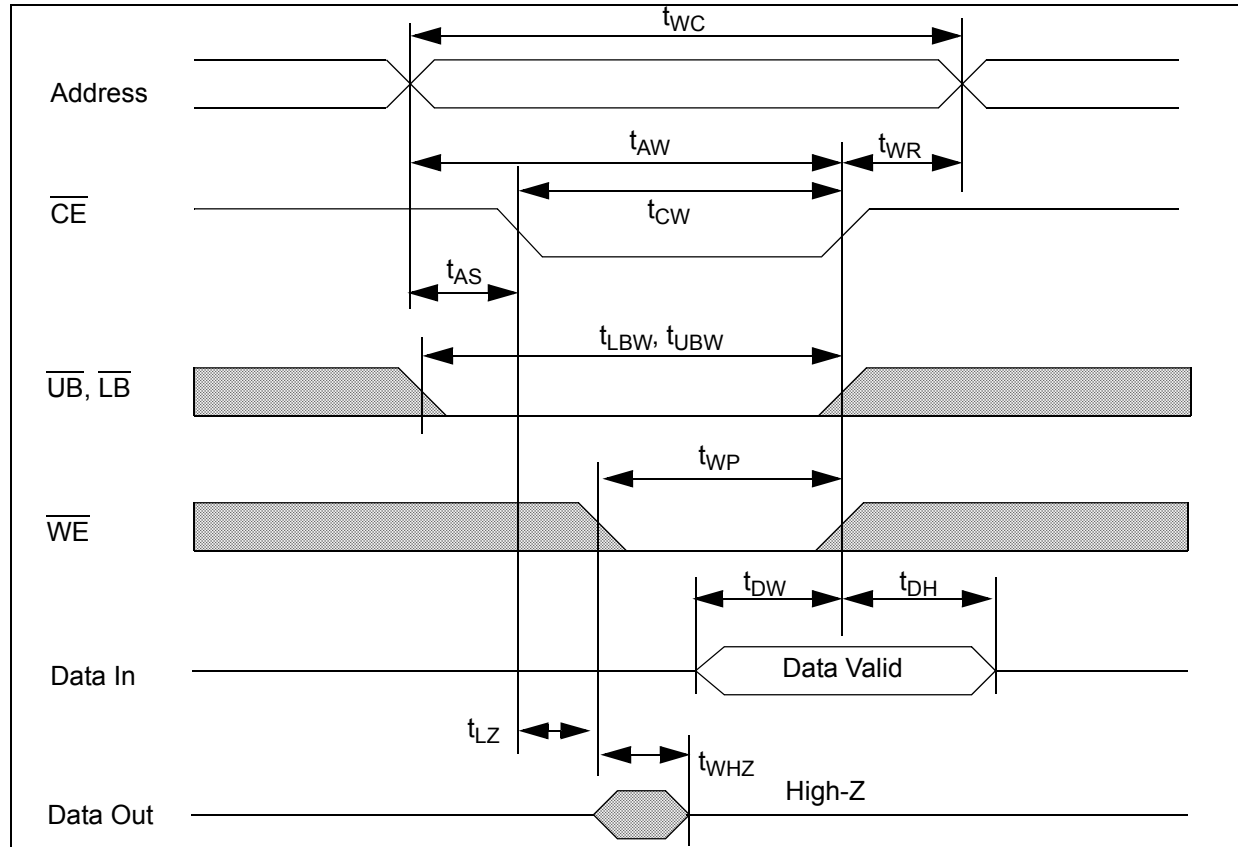 tWC
Address
tAW
tWR
CE
tCW
tAS
tLBW, tUBW
UB, LB
tWP
WE
tDW
tDH
Data In
Data Valid
tLZ
tWHZ
High-Z
Data Out